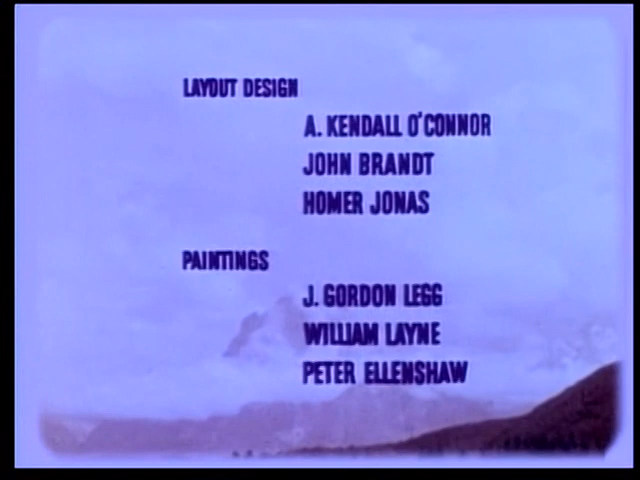 LAYOUT DESIGN
A. KENDALL O'CONNOR
JOHN BRANDT
HOMER JONAS
PAINTINGS
J. GORDON LEGG
WILLIAM LAYNE
PETER ELLENSHAW